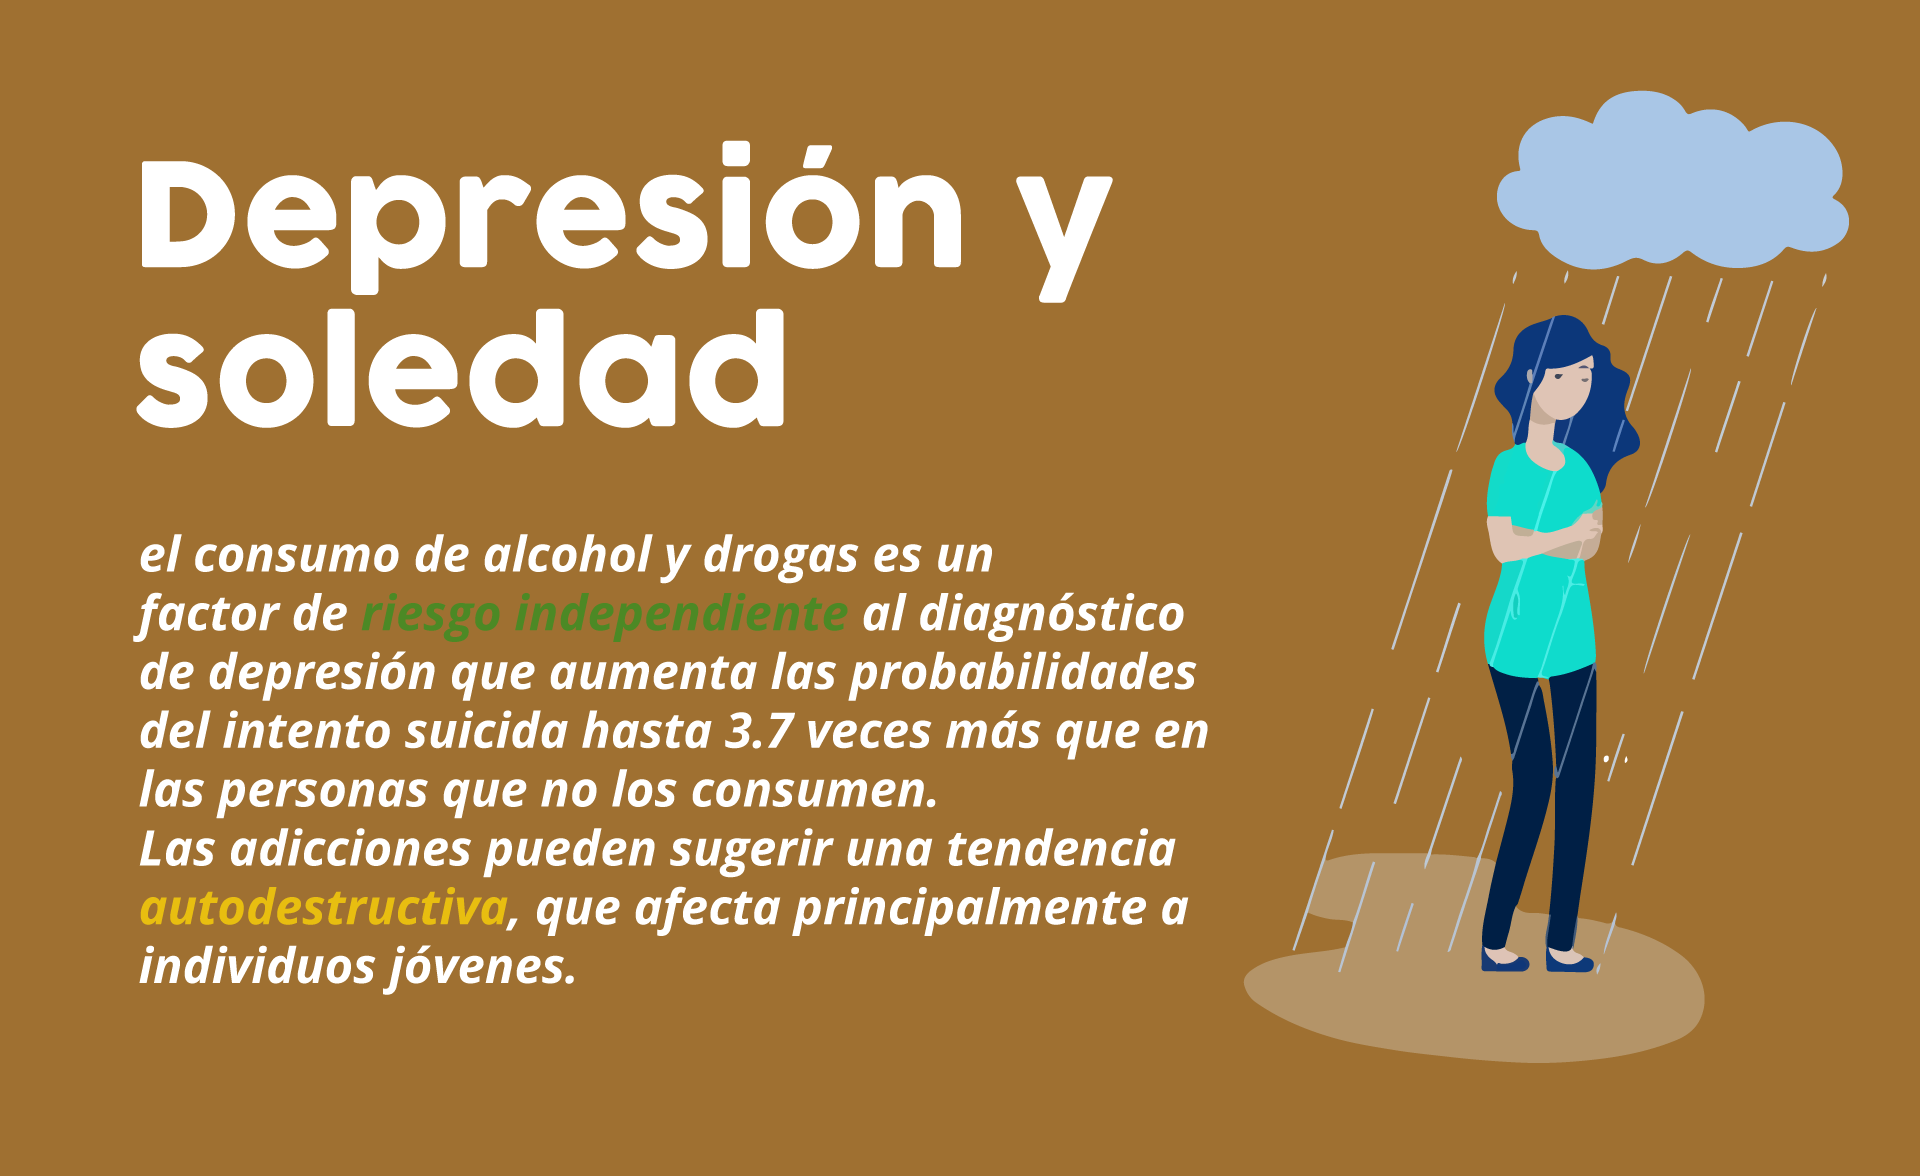 Depresión y
soledad
el consumo de alcohol y drogas es un
factor de riesgo independiente al diagnóstico
de depresión que aumenta las probabilidades
del intento suicida hasta 3.7 veces más que en
las personas que no los consumen.
Las adicciones pueden sugerir una tendencia
autodestructiva, que afecta principalmente a
individuos jóvenes.